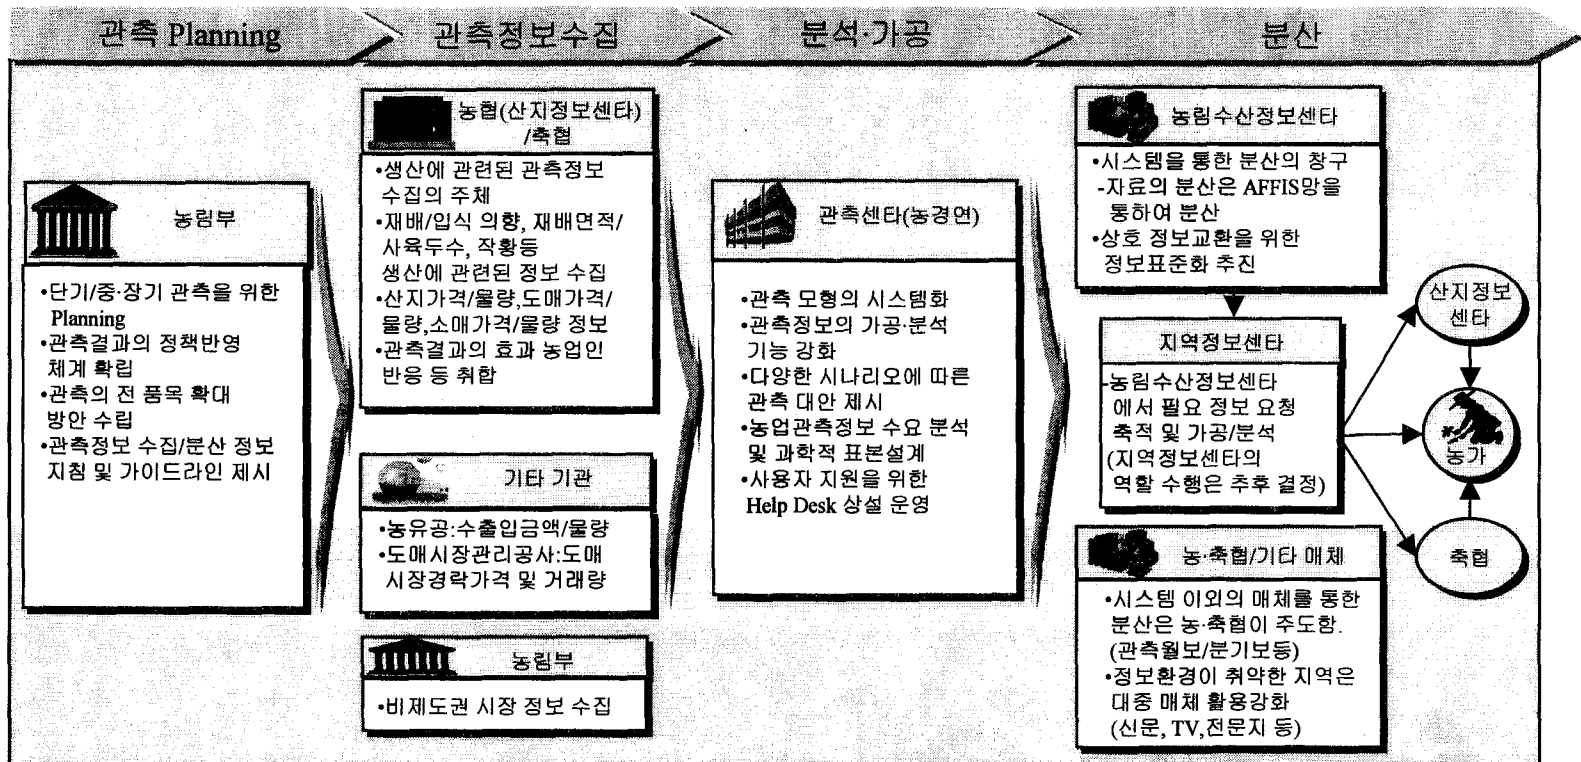 관측 Planning
관측정보수집
분석·가공
분산
농림부
•단기/중·장기 관측을 위한
Planning
•관측결과의 정책반영
체계 확립
•관측의 전 품목 확대
방안 수립
•관측정보 수집/분산 정보
지침 및 가이드라인 제시
농협(산지정보센타)
/축협
•생산에 관련된 관측정보
수집의 주체
•재배/입식 의향, 재배면적/
사육두수, 작황등
생산에 관련된 정보 수집
•산지가격/물량,도매가격/
물량,소매가격/물량 정보
•관측결과의 효과 농업인
반응 등 취합
기타 기관
•농유공:수출입금액/물량
•도매시장관리공사:도매
시장경락가격 및 거래량
농림부
•비제도권 시장 정보 수집
관측센타(농경연)
•관측 모형의 시스템화
•관측정보의 가공·분석
기능 강화
•다양한 시나리오에 따른
관측 대안 제시
•농업관측정보 수요 분석
및 과학적 표본설계
•사용자 지원을 위한
Help Desk 상설 운영
농림수산정보센타
•시스템을 통한 분산의 창구
-자료의 분산은 AFFIS망을
통하여 분산
•상호 정보교환을 위한
정보표준화 추진
지역정보센타
-농림수산정보센타
에서 필요 정보 요청
축적 및 가공/분석
(지역정보센타의
역할 수행은 추후 결정)
농·축협/기타 매체
•시스템 이외의 매체를 통한
분산은 농·축협이 주도함.
(관측월보/분기보등)
•정보환경이 취약한 지역은
대중 매체 활용강화
(신문, TV,전문지 등)
산지정보
센타
농가
축협